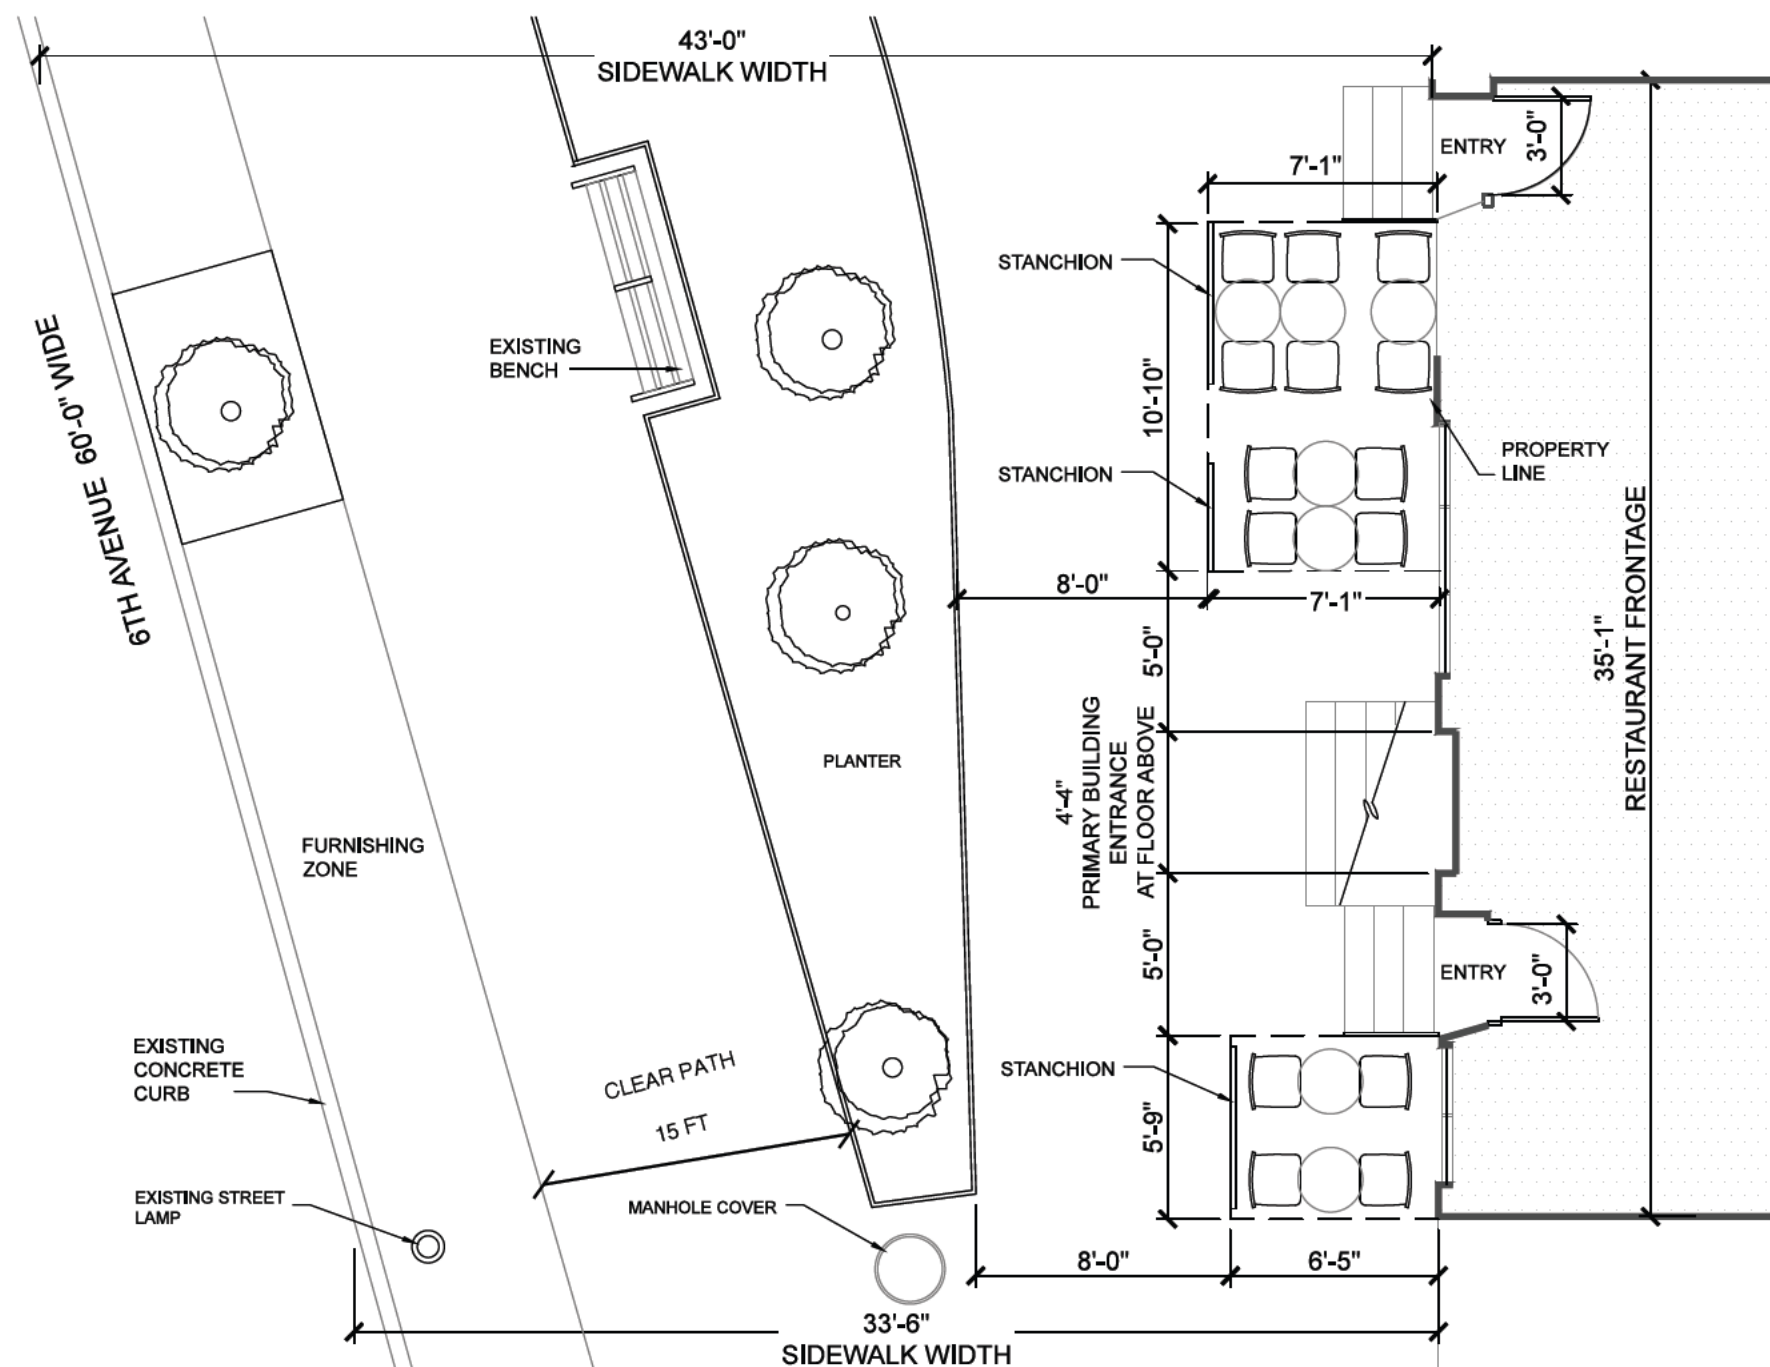 43'-0"
SIDEWALK WIDTH
ENTRY
3'-0"
7'-1"
STANCHION
EXISTING
BENCH
6TH AVENUE 60'-0" WIDE
10'-10"
STANCHION
PROPERTY
LINE
8'-0"
7'-1"
5'-0"
35'-1"
RESTAURANT FRONTAGE
4'-4"
PRIMARY BUILDING
ENTRANCE
AT FLOOR ABOVE
PLANTER
FURNISHING
ZONE
5'-0"
ENTRY
3'-0"
EXISTING
CONCRETE
CURB
CLEAR PATH
15 FT
STANCHION
5'-9"
EXISTING STREET
LAMP
MANHOLE COVER
8'-0"
6'-5"
33'-6"
SIDEWALK WIDTH